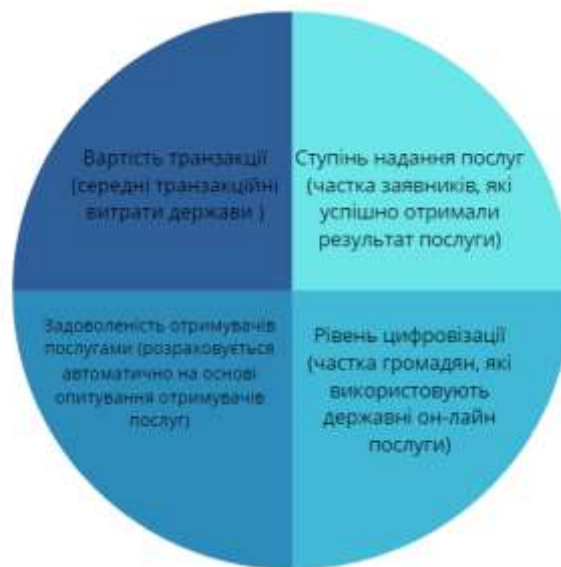 Вартість транзакції
(середні транзакційні
витрати держави )
Ступінь надання послуг
(частка заявників, які
успішно отримали
результат послуги)
Задоволеність отримувачів
послугами (розраховується
автоматично на основі
опитування отримувачів
послуг)
Рівень цифровізації
(частка громадян, які
використовують
державні он-лайн
послуги)